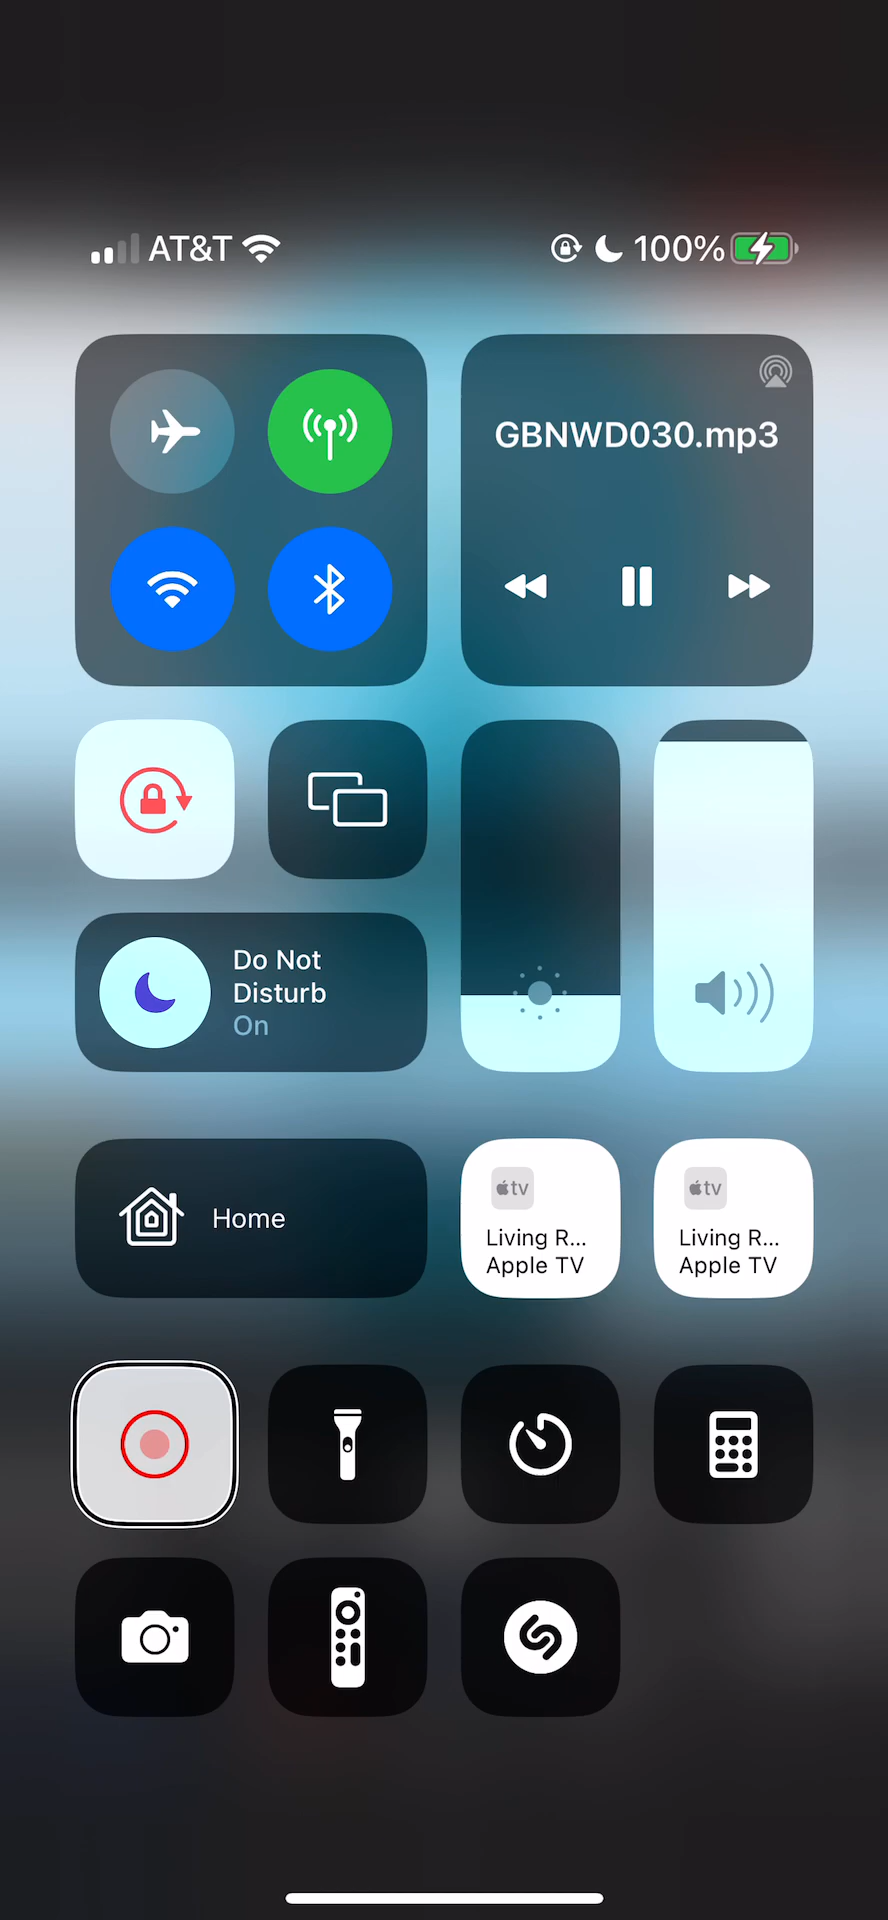 AT&T
100%
GBNWD030.mp3
Do Not
Disturb
On
Home
tv
Living R...
Apple TV
tv
Living R...
Apple TV